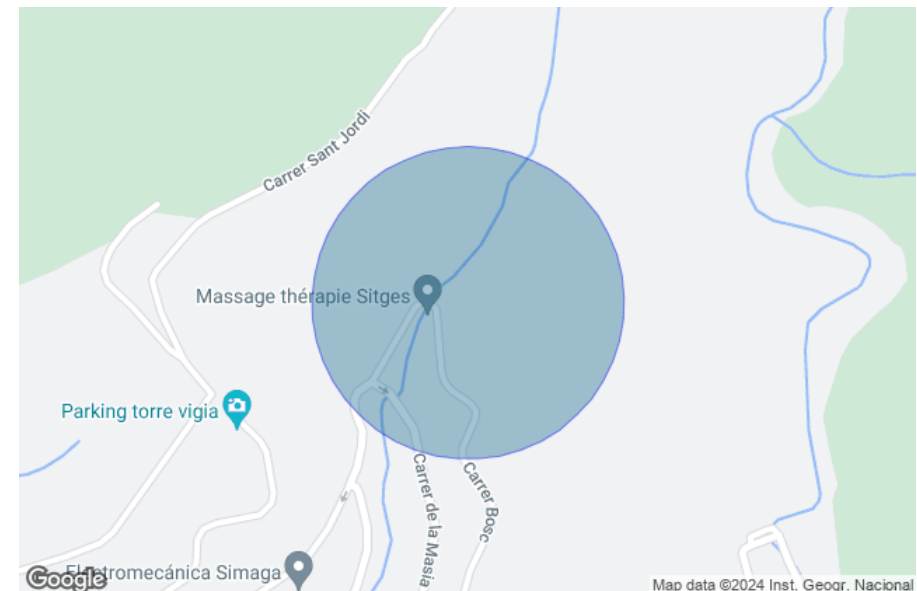 Carrer Sant Jordi
Massage thérapie Sitges
Parking torre vigia
Carrer de la Masia
Carrer Bosc
Electromecánica Simaga
Google
Map data ©2024 Inst. Geogr. Nacional